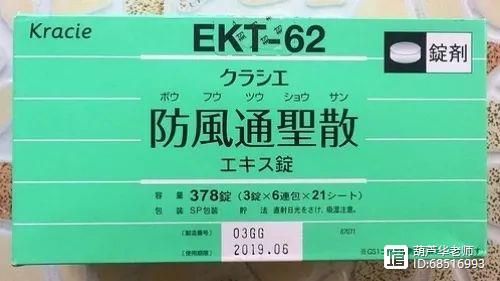 Kracie
EKT-62
錠剤
クラシエ
ボウ フウ ツウ ショウ サン
防風通聖散
エキス錠
容量 378錠(3錠×6連包×21シート)
包装 SP包装 貯法 直射日光をさけ、吸湿注意。
(製造番号) 03GG
(使用期限) 2019.06
※GS1コ
葫芦华老师
ID:68516993